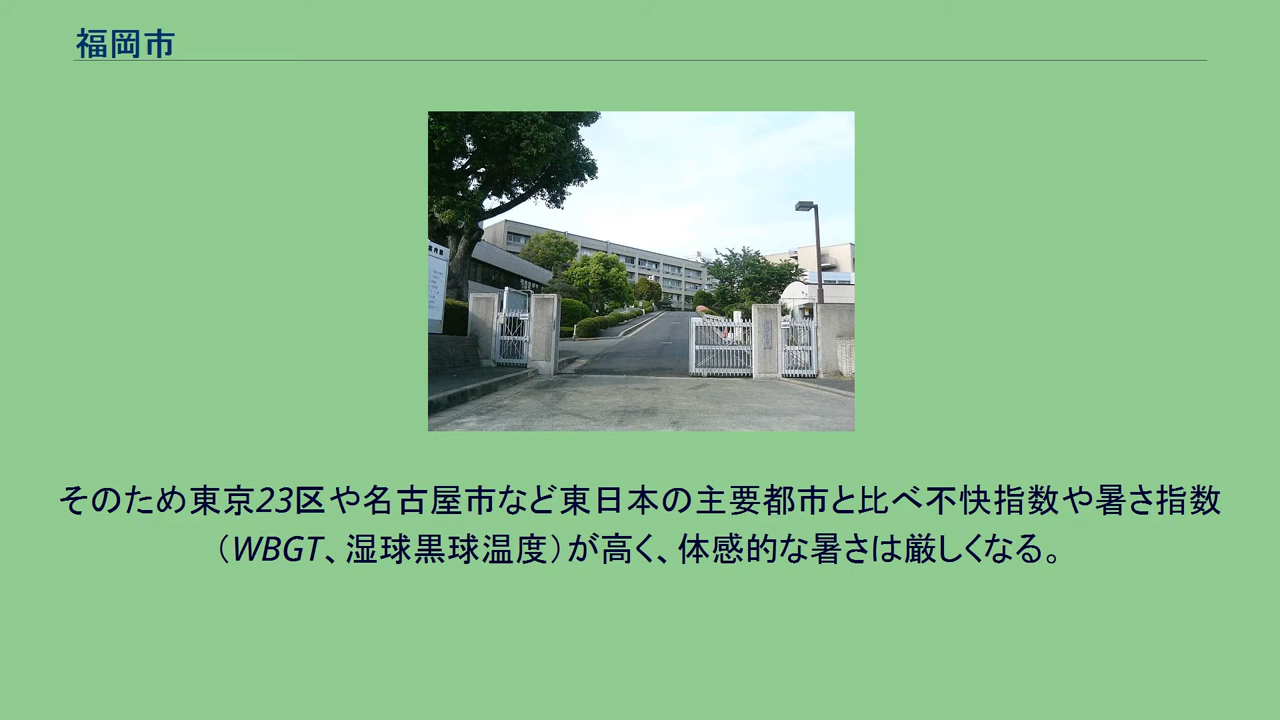 福岡市
案内図
そのため東京23区や名古屋市など東日本の主要都市と比べ不快指数や暑さ指数
（WBGT、湿球黒球温度）が高く、体感的な暑さは厳しくなる。